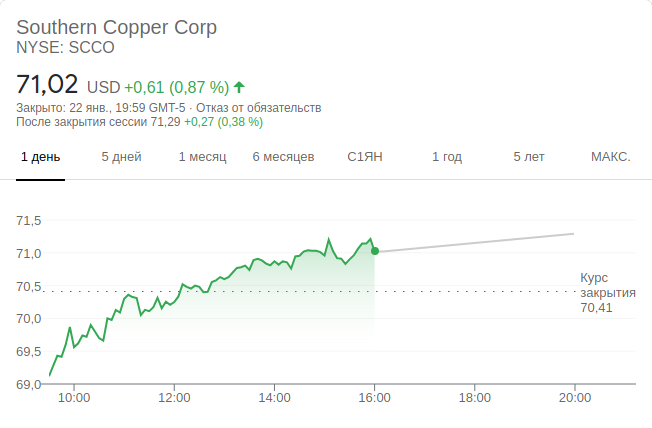 Southern Copper Corp
NYSE: SCCO
71,02 USD +0,61 (0,87 %)
Закрыто: 22 янв., 19:59 GMT-5 · Отказ от обязательств
После закрытия сессии 71,29 +0,27 (0,38 %)
1 день 5 дней 1 месяц 6 месяцев С1ЯН 1 год 5 лет МАКС.
71,5
71,0
70,5
70,0
69,5
69,0
Курс
закрытия
70,41
10:00 12:00 14:00 16:00 18:00 20:00